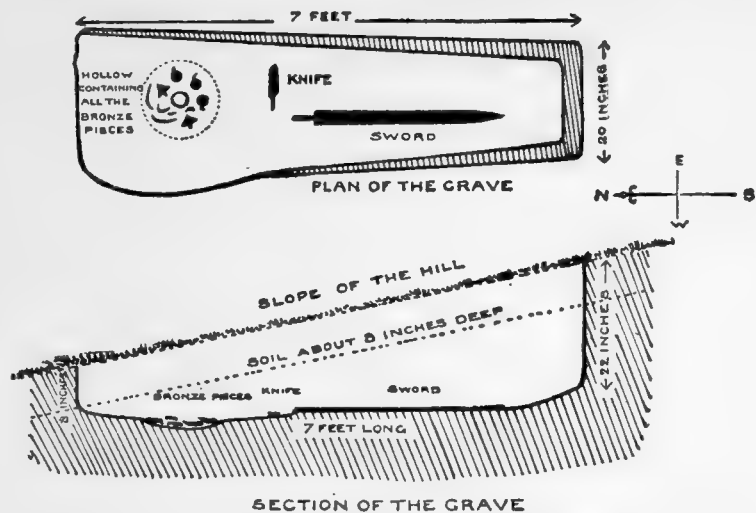 7 FEET
HOLLOW
CONTAINING
ALL THE
BRONZE
PIECES
KNIFE
SWORD
20 INCHES
PLAN OF THE GRAVE
E
N S
W
SLOPE OF THE HILL
SOIL ABOUT 8 INCHES DEEP
BRONZE PIECES KNIFE SWORD
8 INCHES
22 INCHE'S
7 FEET LONG
SECTION OF THE GRAVE